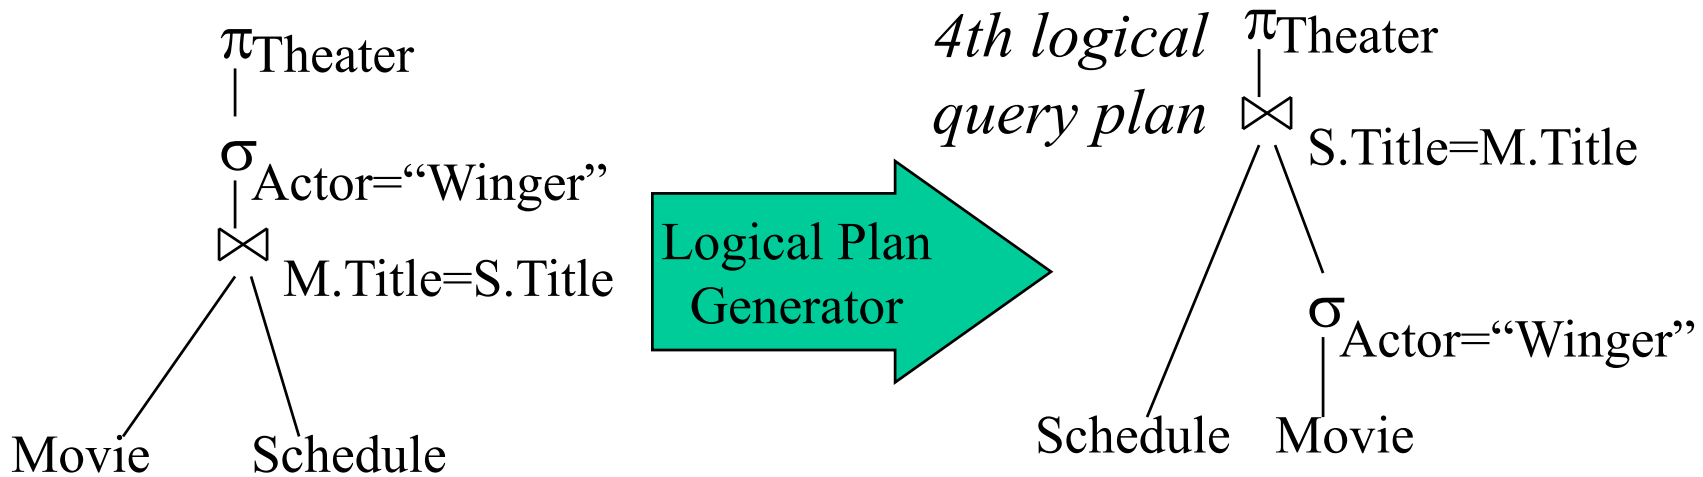 πTheater
σActor=“Winger”
⋈ M.Title=S.Title
Movie
Schedule
Logical Plan
Generator
4th logical
query plan
πTheater
⋈ S.Title=M.Title
σActor=“Winger”
Schedule
Movie